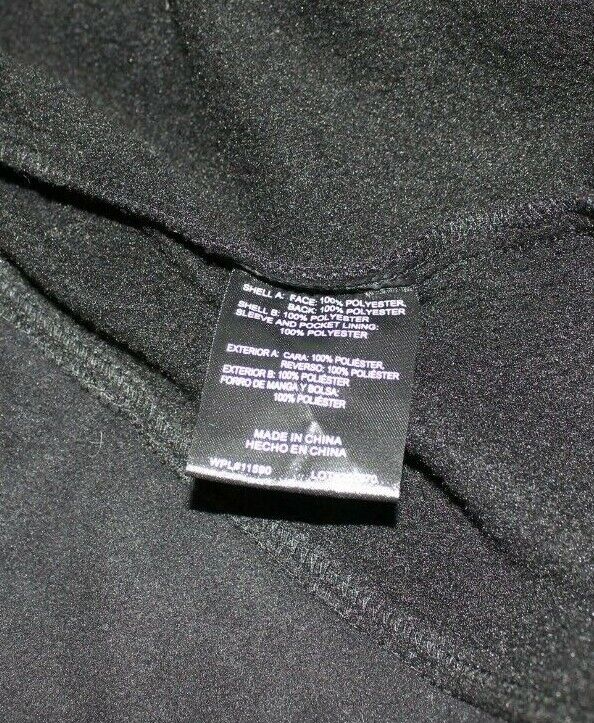 SHELL A: FACE: 100% POLYESTER,
BACK: 100% POLYESTER
SHELL B: 100% POLYESTER
SLEEVE AND POCKET LINING:
100% POLYESTER
EXTERIOR A: CARA: 100% POLIÉSTER,
REVERSO: 100% POLIÉSTER
EXTERIOR B: 100% POLIÉSTER
FORRO DE MANGA Y BOLSA:
100% POLIÉSTER
MADE IN CHINA
HECHO EN CHINA
WPL#11590